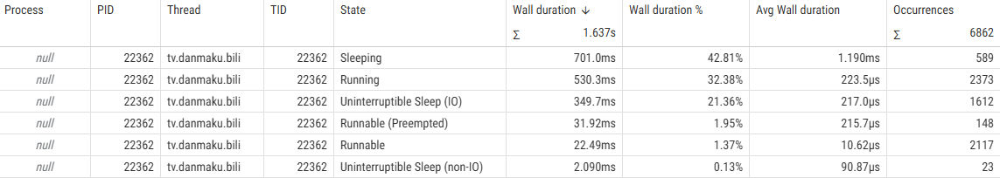 Process PID Thread TID State Wall duration ↓ Wall duration % Avg Wall duration Occurrences
Σ 1.637s Σ 6862
null 22362 tv.danmaku.bili 22362 Sleeping 701.0ms 42.81% 1.190ms 589
null 22362 tv.danmaku.bili 22362 Running 530.3ms 32.38% 223.5µs 2373
null 22362 tv.danmaku.bili 22362 Uninterruptible Sleep (IO) 349.7ms 21.36% 217.0µs 1612
null 22362 tv.danmaku.bili 22362 Runnable (Preempted) 31.92ms 1.95% 215.7µs 148
null 22362 tv.danmaku.bili 22362 Runnable 22.49ms 1.37% 10.62µs 2117
null 22362 tv.danmaku.bili 22362 Uninterruptible Sleep (non-IO) 2.090ms 0.13% 90.87µs 23